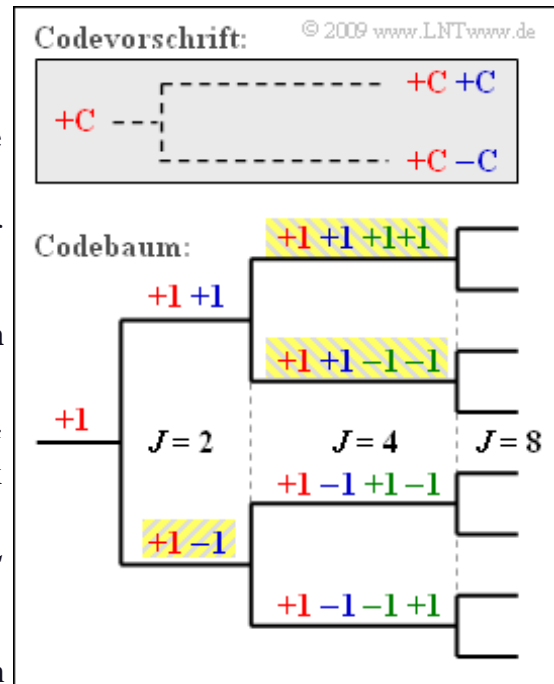 © 2009 www.LNTwww.de
Codevorschrift:
+C +C
+C
+C −C
Codebaum:
+1 +1 +1+1
+1 +1
+1 +1 −1 −1
+1
J = 2
J = 4
J = 8
+1 −1 +1 −1
+1 −1
+1 −1 −1 +1